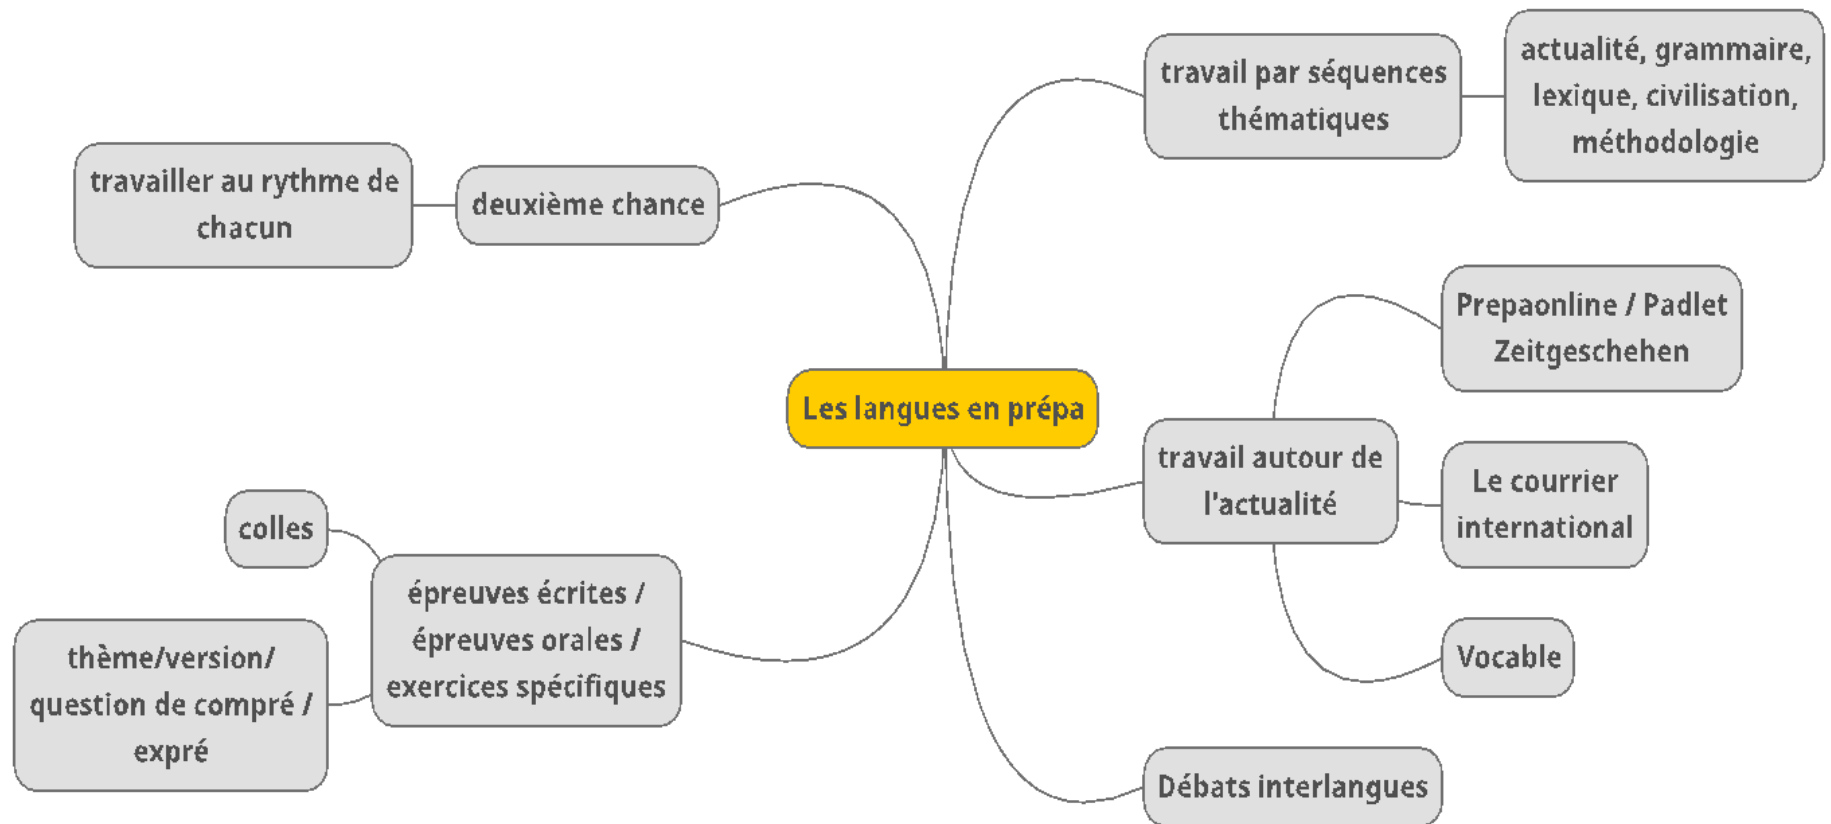 Les langues en prépa
travail par séquences
thématiques
actualité, grammaire,
lexique, civilisation,
méthodologie
travail autour de
l'actualité
Prepaonline / Padlet
Zeitgeschehen
Le courrier
international
Vocable
Débats interlangues
deuxième chance
travailler au rythme de
chacun
épreuves écrites /
épreuves orales /
exercices spécifiques
colles
thème/version/
question de compré /
expré